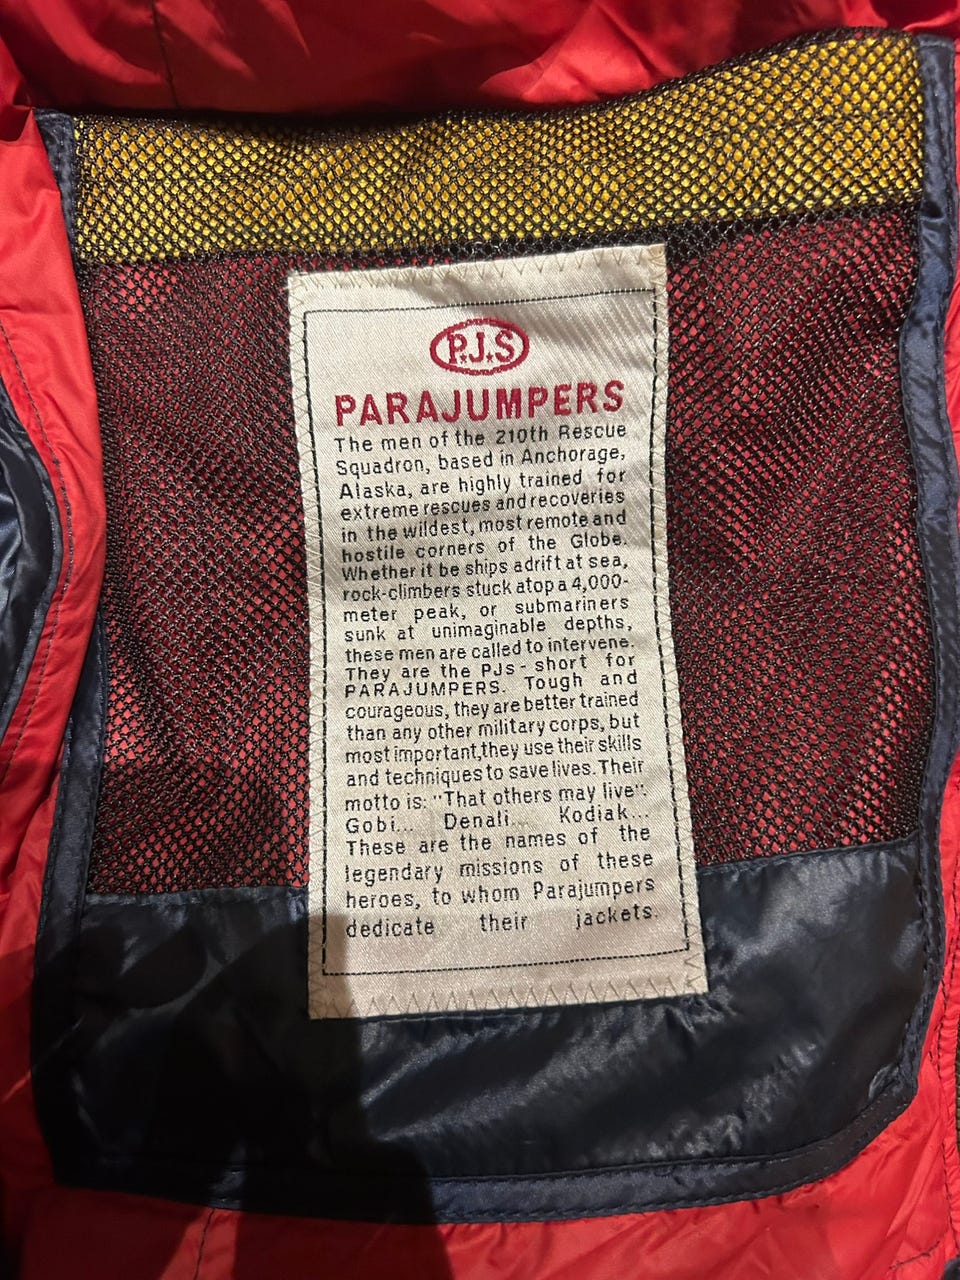 P.J.S
PARAJUMPERS
The men of the 210th Rescue
Squadron, based in Anchorage,
Alaska, are highly trained for
extreme rescues and recoveries
in the wildest, most remote and
hostile corners of the Globe.
Whether it be ships adrift at sea,
rock-climbers stuck atop a 4,000-
meter peak, or submariners
sunk at unimaginable depths,
these men are called to intervene.
They are the PJs - short for
PARAJUMPERS. Tough and
courageous, they are better trained
than any other military corps, but
most important,they use their skills
and techniques to save lives. Their
motto is: "That others may live".
Gobi... Denali... Kodiak...
These are the names of the
legendary missions of these
heroes, to whom Parajumpers
dedicate their jackets.